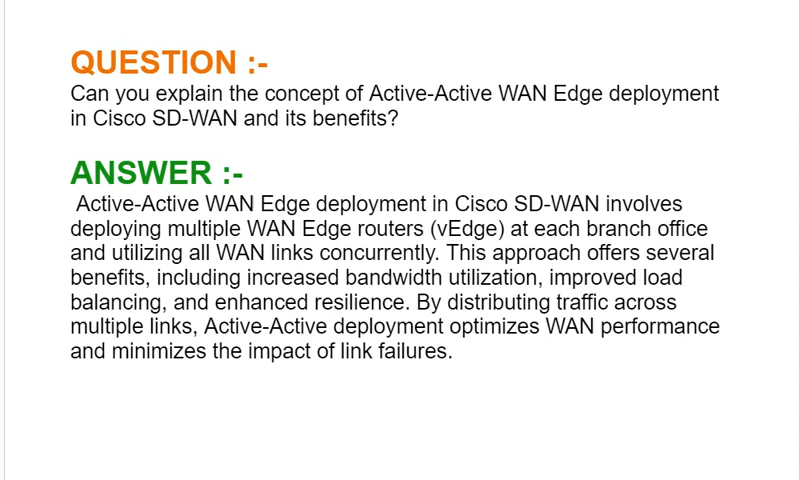 QUESTION :-
Can you explain the concept of Active-Active WAN Edge deployment
in Cisco SD-WAN and its benefits?
ANSWER :-
Active-Active WAN Edge deployment in Cisco SD-WAN involves
deploying multiple WAN Edge routers (vEdge) at each branch office
and utilizing all WAN links concurrently. This approach offers several
benefits, including increased bandwidth utilization, improved load
balancing, and enhanced resilience. By distributing traffic across
multiple links, Active-Active deployment optimizes WAN performance
and minimizes the impact of link failures.